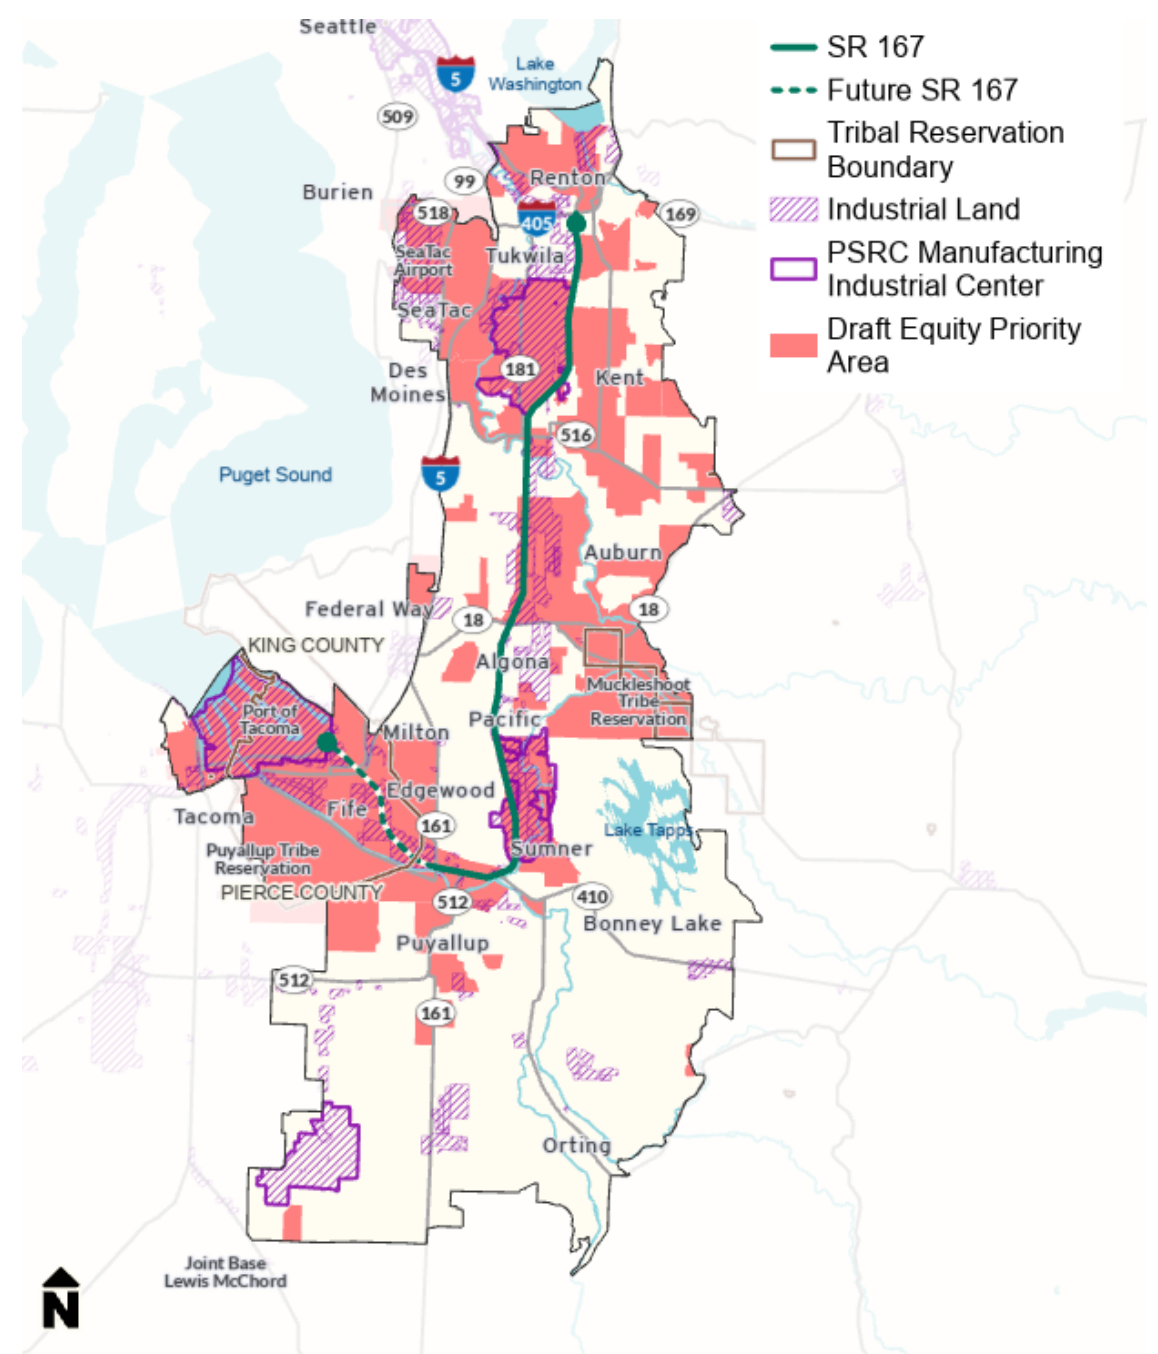 Seattle
SR 167
Future SR 167
Tribal Reservation
Boundary
Industrial Land
PSRC Manufacturing
Industrial Center
Draft Equity Priority
Area
5
Lake
Washington
509
99
Burien
Renton
518
405
169
SeaTac
Airport
Tukwila
SeaTac
181
Des
Moines
Kent
516
5
Puget Sound
Auburn
Federal Way
18
18
KING COUNTY
Algona
Muckleshoot
Tribe
Reservation
Port of
Tacoma
Pacific
Milton
Edgewood
Tacoma
Fife
161
Lake Tapps
Puyallup Tribe
Reservation
Sumner
PIERCE COUNTY
512
410
Bonney Lake
Puyallup
512
161
Orting
Joint Base
Lewis McChord
N